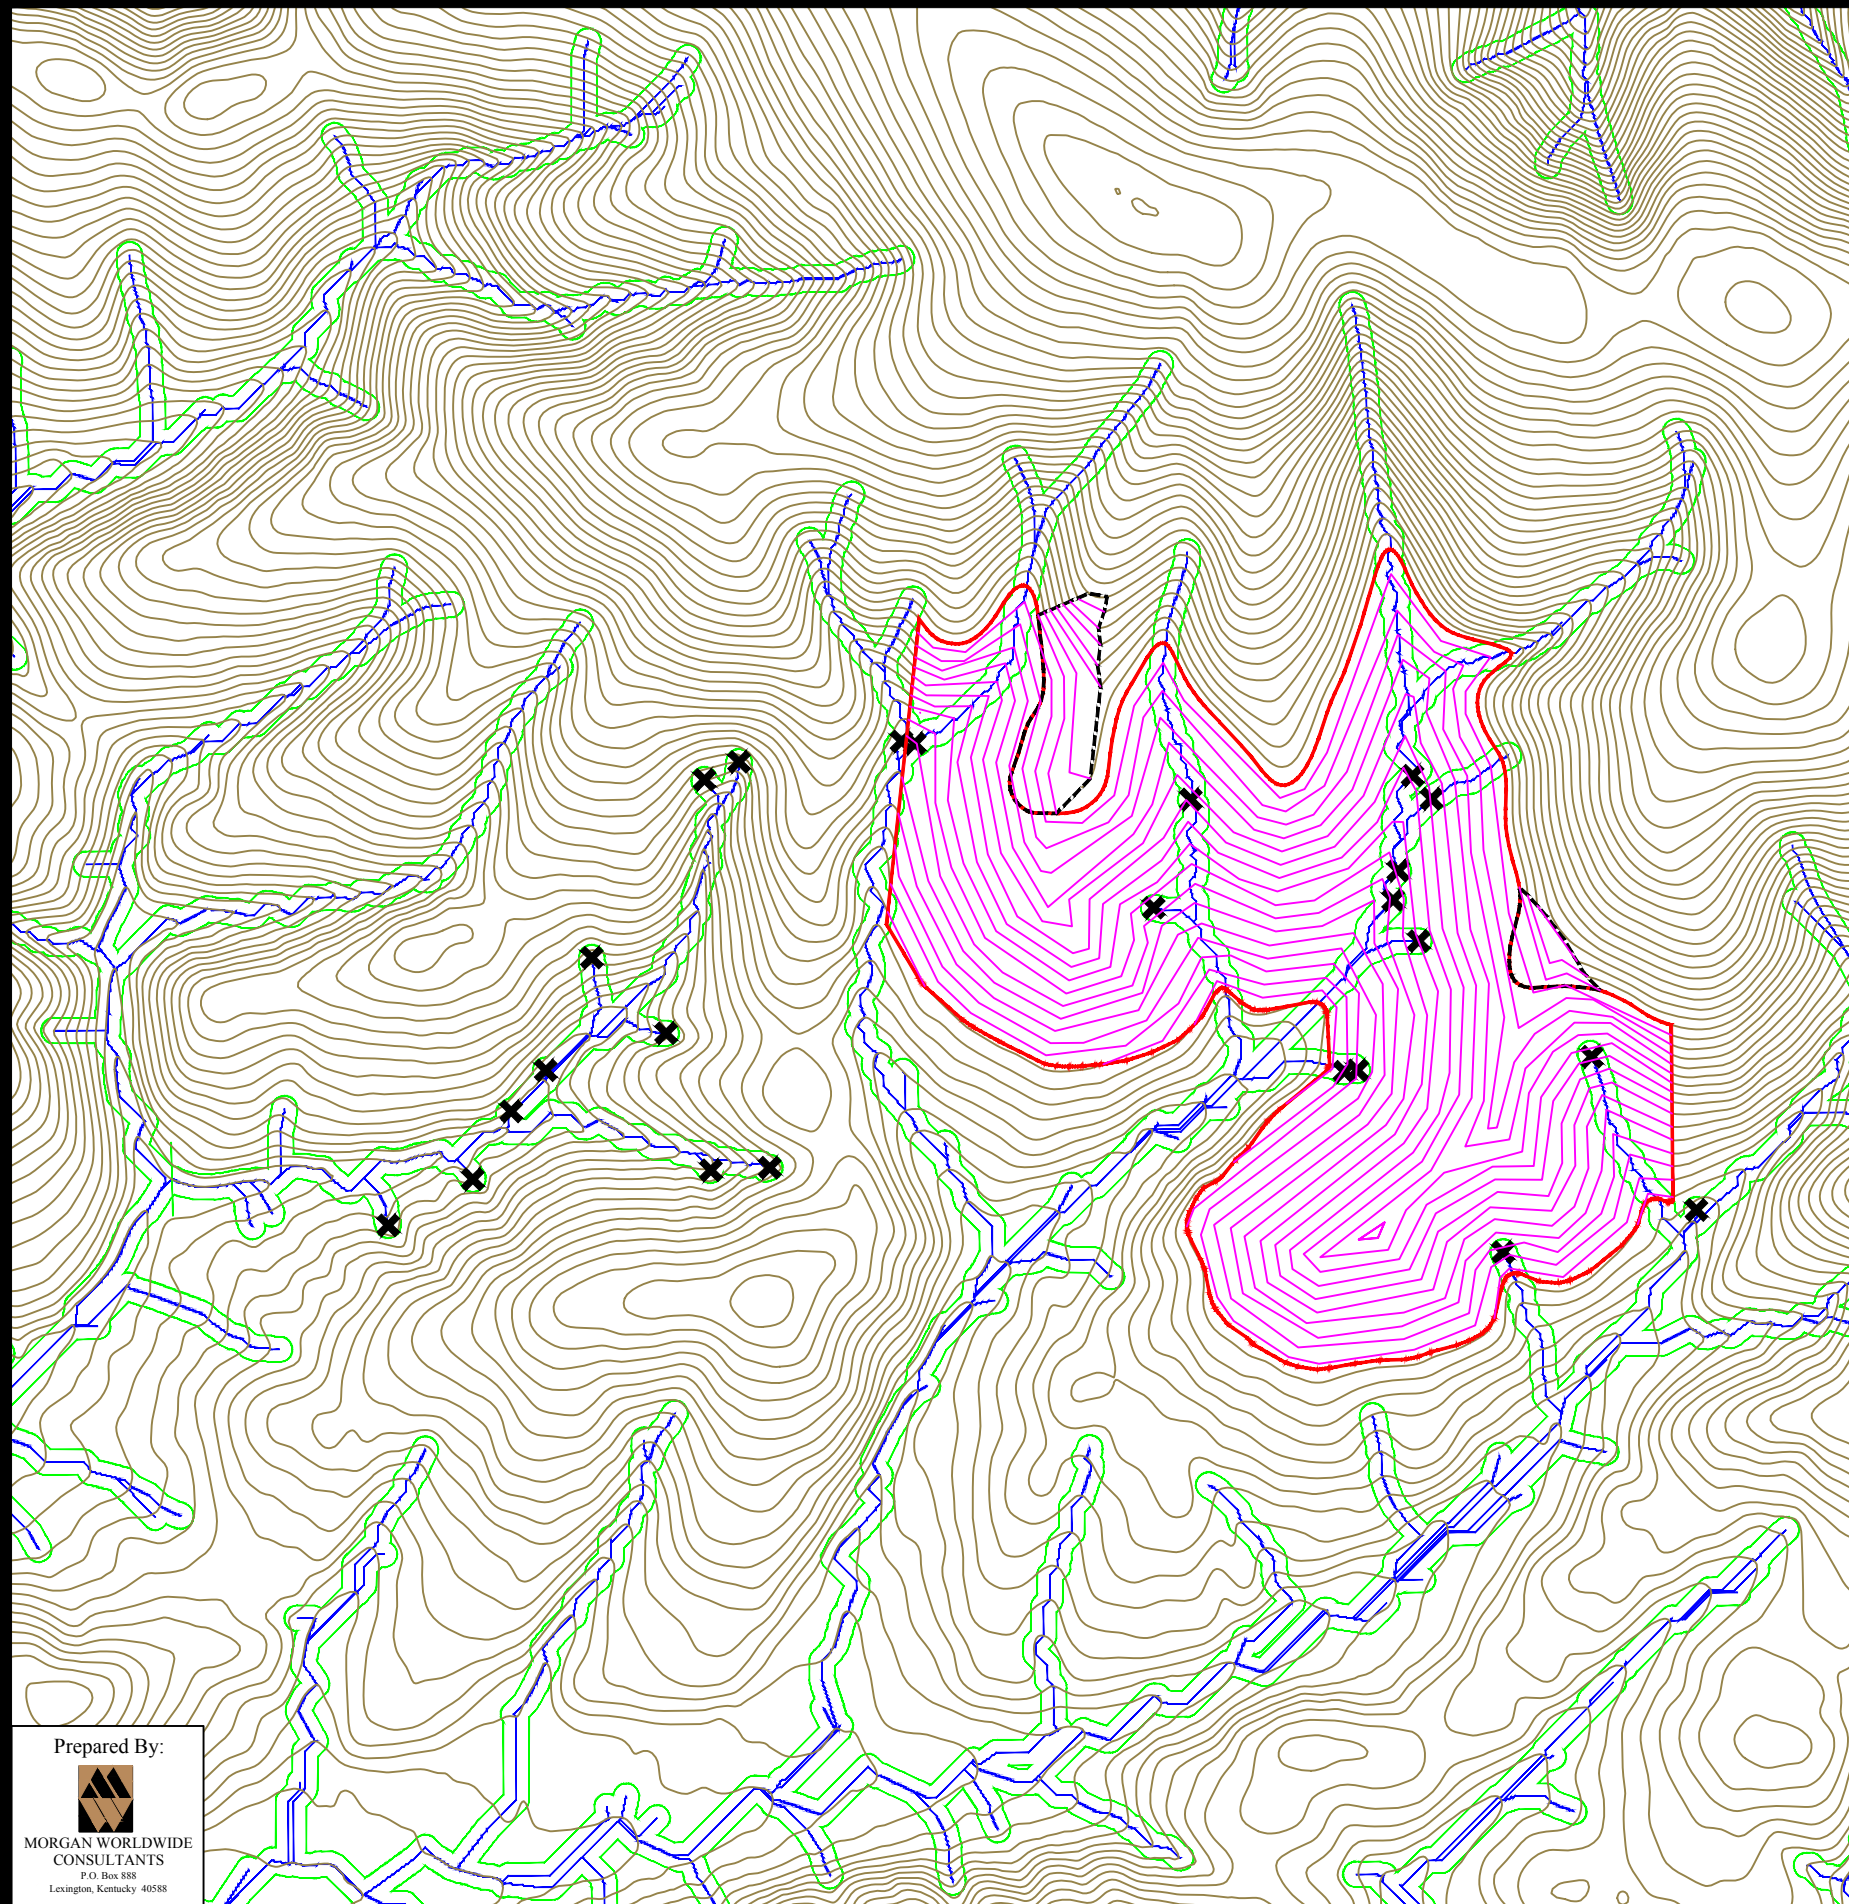 Prepared By:
MORGAN WORLDWIDE
CONSULTANTS
P.O. Box 888
Lexington, Kentucky 40588